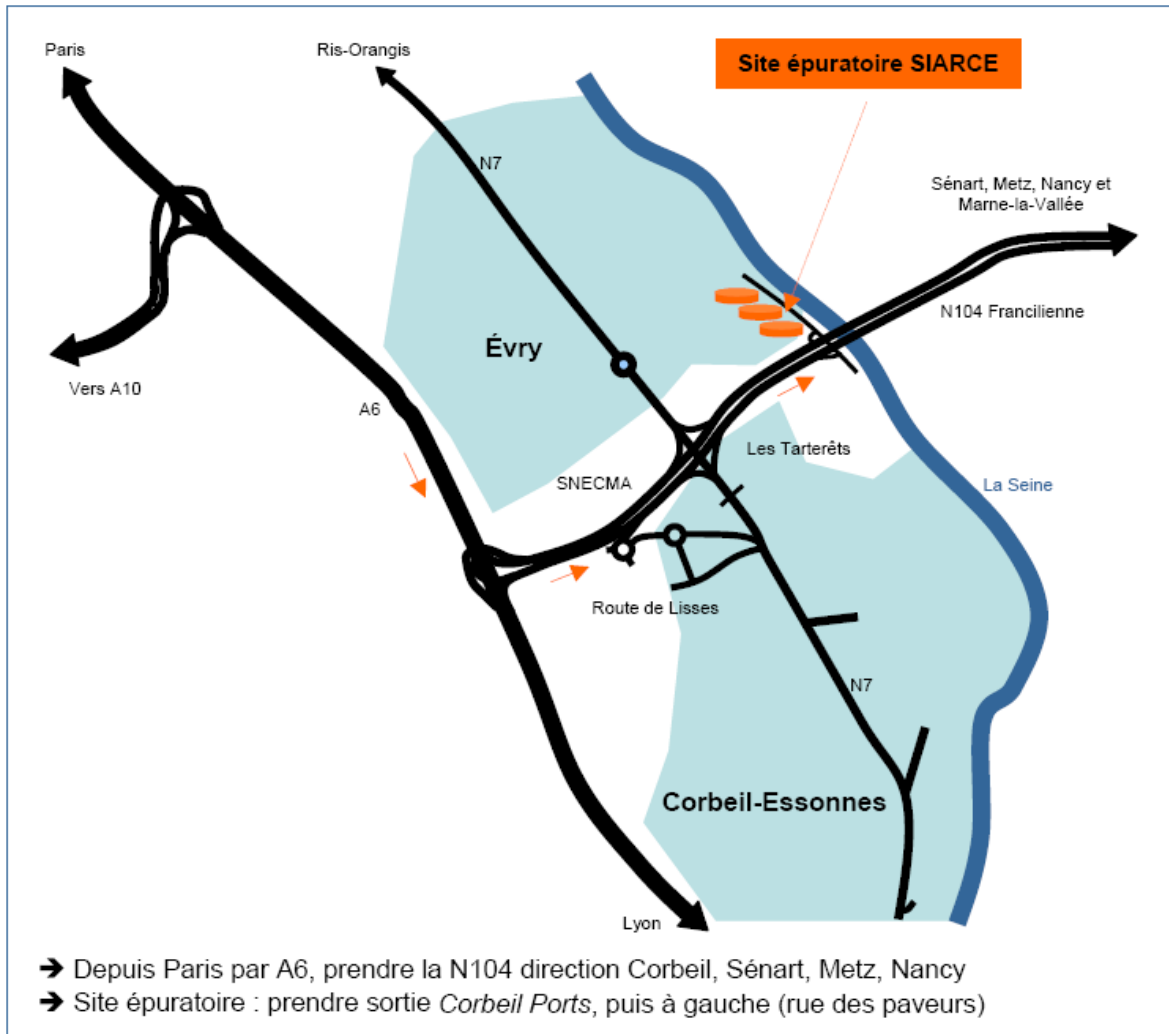 Paris
Ris-Orangis
Site épuratoire SIARCE
N7
Sénart, Metz, Nancy et
Marne-la-Vallée
N104 Francilienne
Évry
Vers A10
A6
Les Tarterêts
SNECMA
La Seine
Route de Lisses
N7
Corbeil-Essonnes
Lyon
➔ Depuis Paris par A6, prendre la N104 direction Corbeil, Sénart, Metz, Nancy
➔ Site épuratoire : prendre sortie Corbeil Ports, puis à gauche (rue des paveurs)